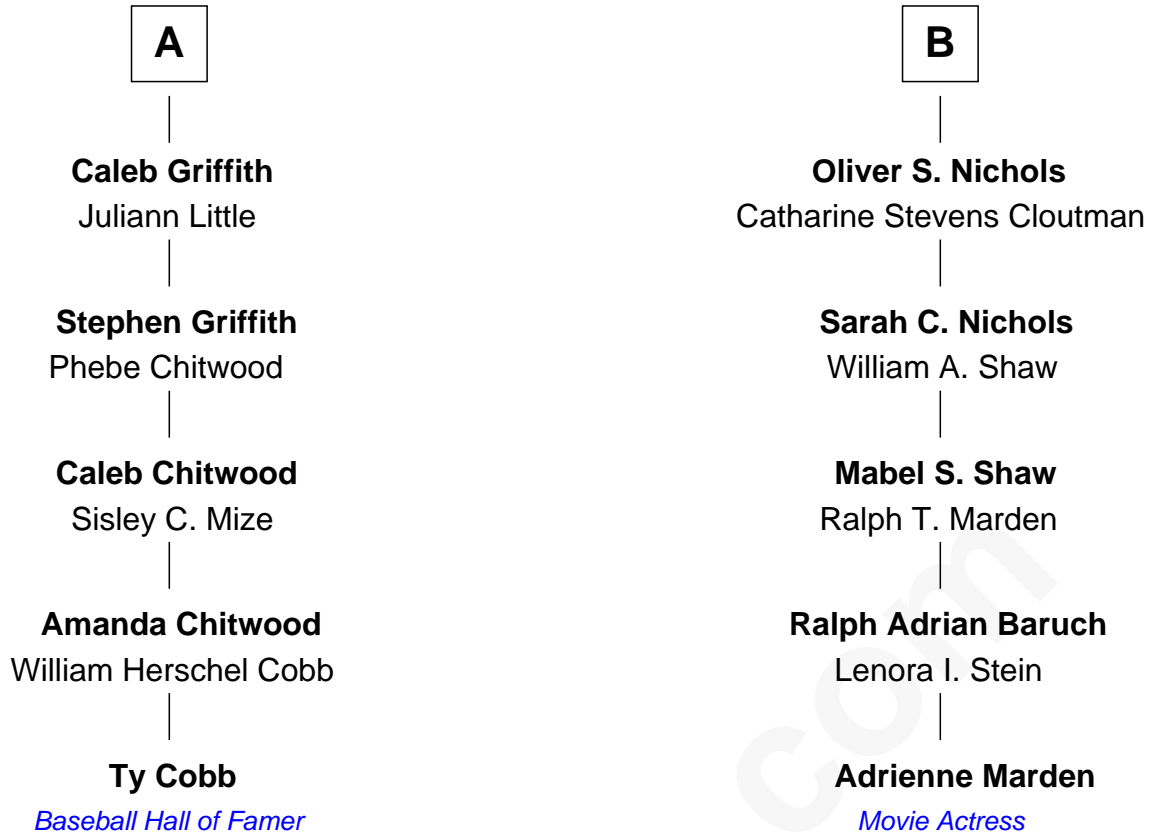 A
Caleb Griffith
Juliann Little
Stephen Griffith
Phebe Chitwood
Caleb Chitwood
Sisley C. Mize
Amanda Chitwood
William Herschel Cobb
Ty Cobb
Baseball Hall of Famer
B
Oliver S. Nichols
Catharine Stevens Cloutman
Sarah C. Nichols
William A. Shaw
Mabel S. Shaw
Ralph T. Marden
Ralph Adrian Baruch
Lenora I. Stein
Adrienne Marden
Movie Actress
com